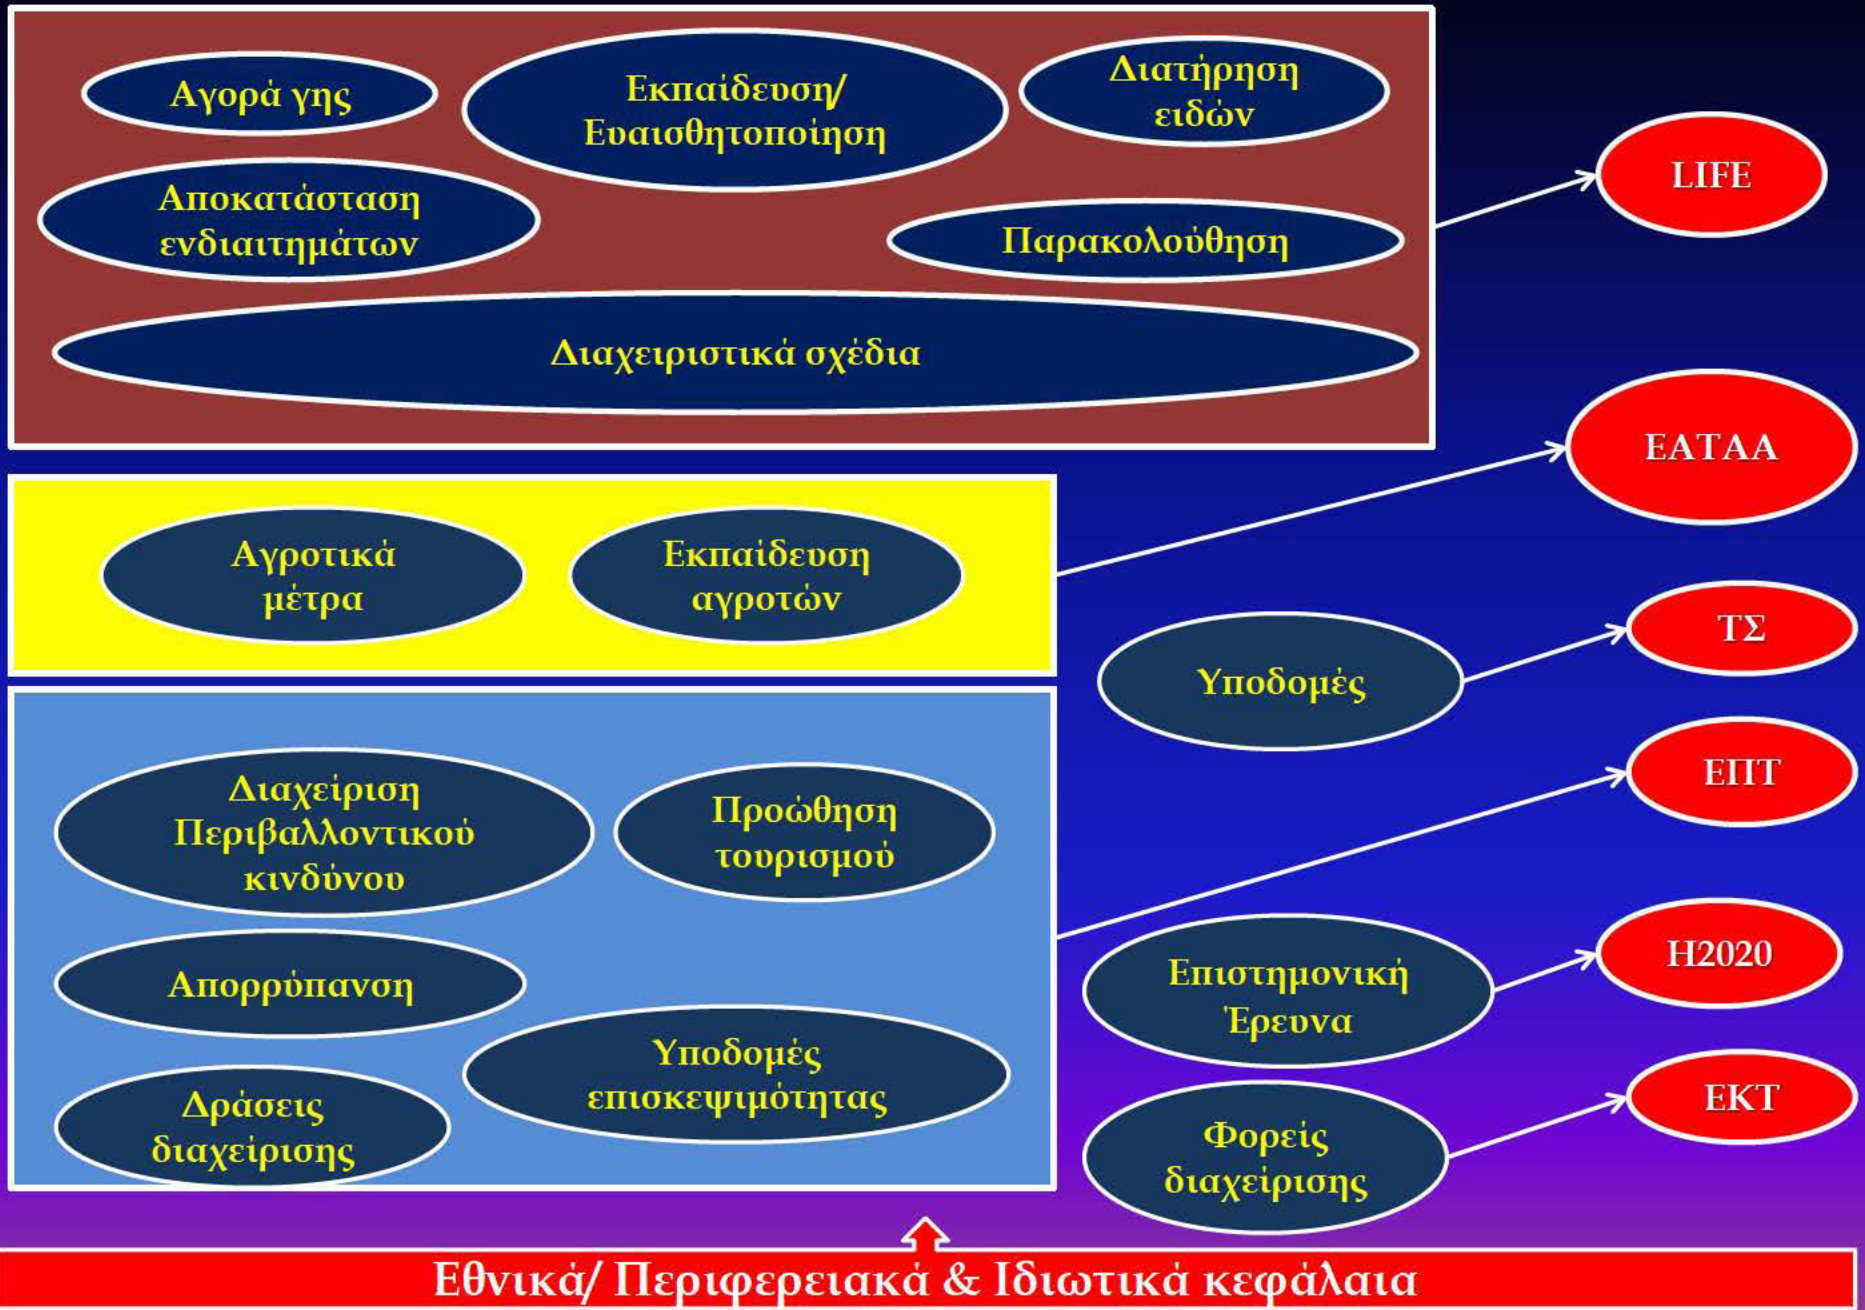 Αγορά γης
Εκπαίδευση/
Ευαισθητοποίηση
Διατήρηση
ειδών
Αποκατάσταση
ενδιαιτημάτων
Παρακολούθηση
Διαχειριστικά σχέδια
LIFE
Αγροτικά
μέτρα
Εκπαίδευση
αγροτών
ΕΑΤΑΑ
Υποδομές
ΤΣ
Διαχείριση
Περιβαλλοντικού
κινδύνου
Προώθηση
τουρισμού
Απορρύπανση
Υποδομές
επισκεψιμότητας
Δράσεις
διαχείρισης
ΕΠΤ
Επιστημονική
Έρευνα
H2020
Φορείς
διαχείρισης
ΕΚΤ
Εθνικά/ Περιφερειακά & Ιδιωτικά κεφάλαια